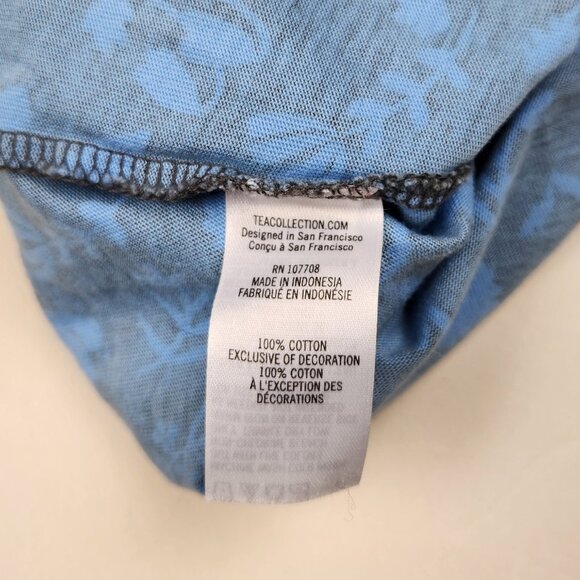 TEACOLLECTION.COM
Designed in San Francisco
Conçu à San Francisco
RN 107708
MADE IN INDONESIA
FABRIQUÉ EN INDONÉSIE
100% COTTON
EXCLUSIVE OF DECORATION
100% COTON
À L'EXCEPTION DES
DÉCORATIONS